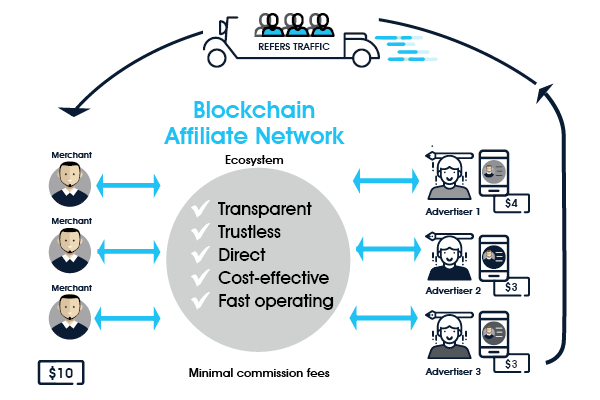 REFERS TRAFFIC
Blockchain
Affiliate Network
Ecosystem
Merchant
Merchant
Merchant
Transparent
Trustless
Direct
Cost-effective
Fast operating
$4
Advertiser 1
$3
Advertiser 2
$3
Advertiser 3
$10
Minimal commission fees